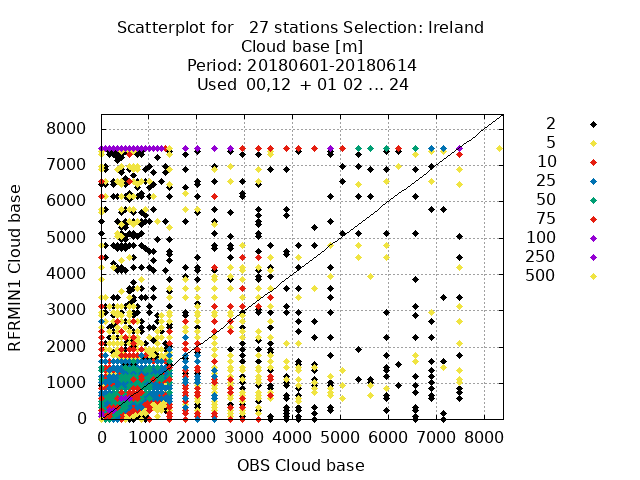 Scatterplot for 27 stations Selection: Ireland
Cloud base [m]
Period: 20180601-20180614
Used 00,12 + 01 02 ... 24
RFRMIN1 Cloud base
8000
7000
6000
5000
4000
3000
2000
1000
0
0 1000 2000 3000 4000 5000 6000 7000 8000
OBS Cloud base
2
5
10
25
50
75
100
250
500